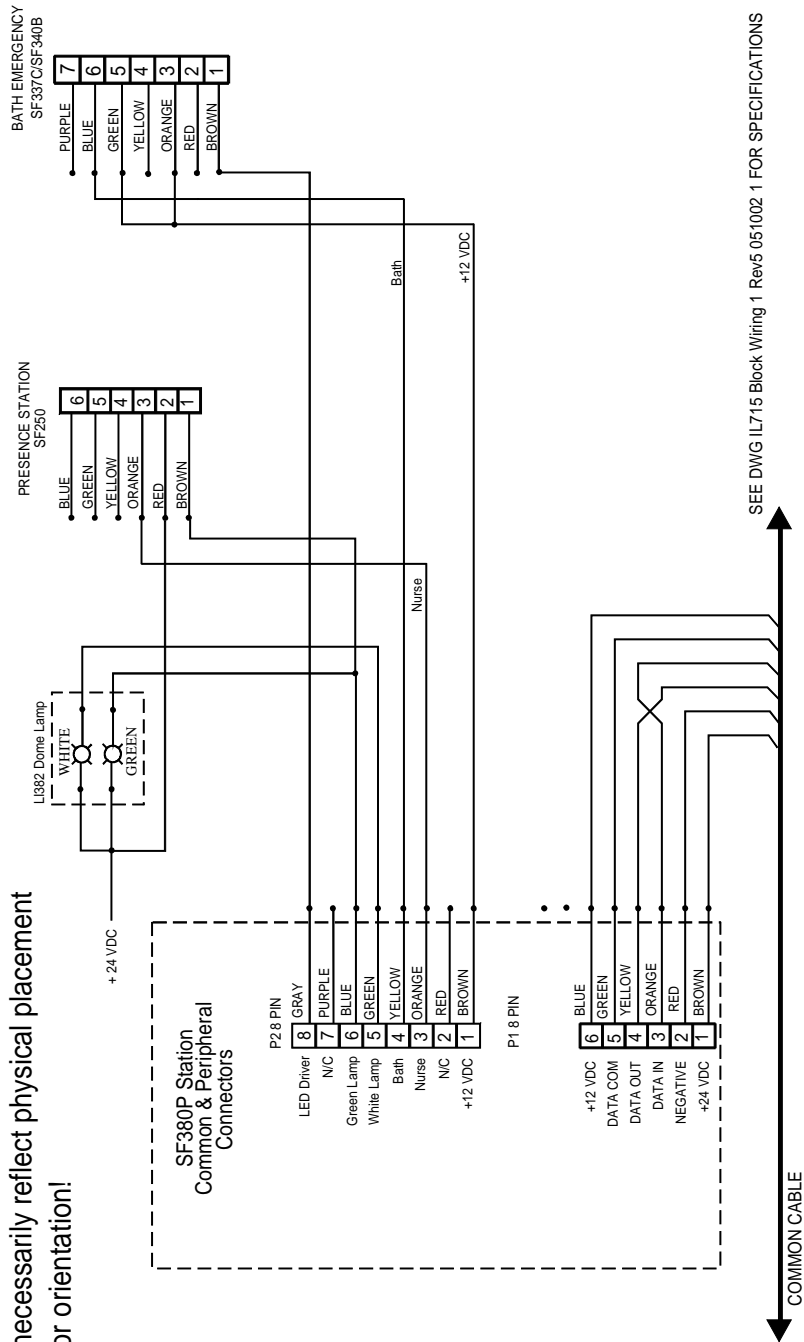 necessarily reflect physical placement
or orientation!
+ 24 VDC
LI382 Dome Lamp
WHITE
GREEN
PRESENCE STATION
SF250
BLUE
GREEN
YELLOW
ORANGE
RED
BROWN
6
5
4
3
2
1
BATH EMERGENCY
SF337C/SF340B
PURPLE
BLUE
GREEN
YELLOW
ORANGE
RED
BROWN
7
6
5
4
3
2
1
SF380P Station
Common & Peripheral
Connectors
P2 8 PIN
LED Driver 8 GRAY
N/C 7 PURPLE
Green Lamp 6 BLUE
White Lamp 5 GREEN
Bath 4 YELLOW
Nurse 3 ORANGE
N/C 2 RED
+12 VDC 1 BROWN
Nurse
Bath
+12 VDC
P1 8 PIN
+12 VDC 6 BLUE
DATA COM 5 GREEN
DATA OUT 4 YELLOW
DATA IN 3 ORANGE
NEGATIVE 2 RED
+24 VDC 1 BROWN
COMMON CABLE
SEE DWG IL715 Block Wiring 1 Rev5 051002 1 FOR SPECIFICATIONS